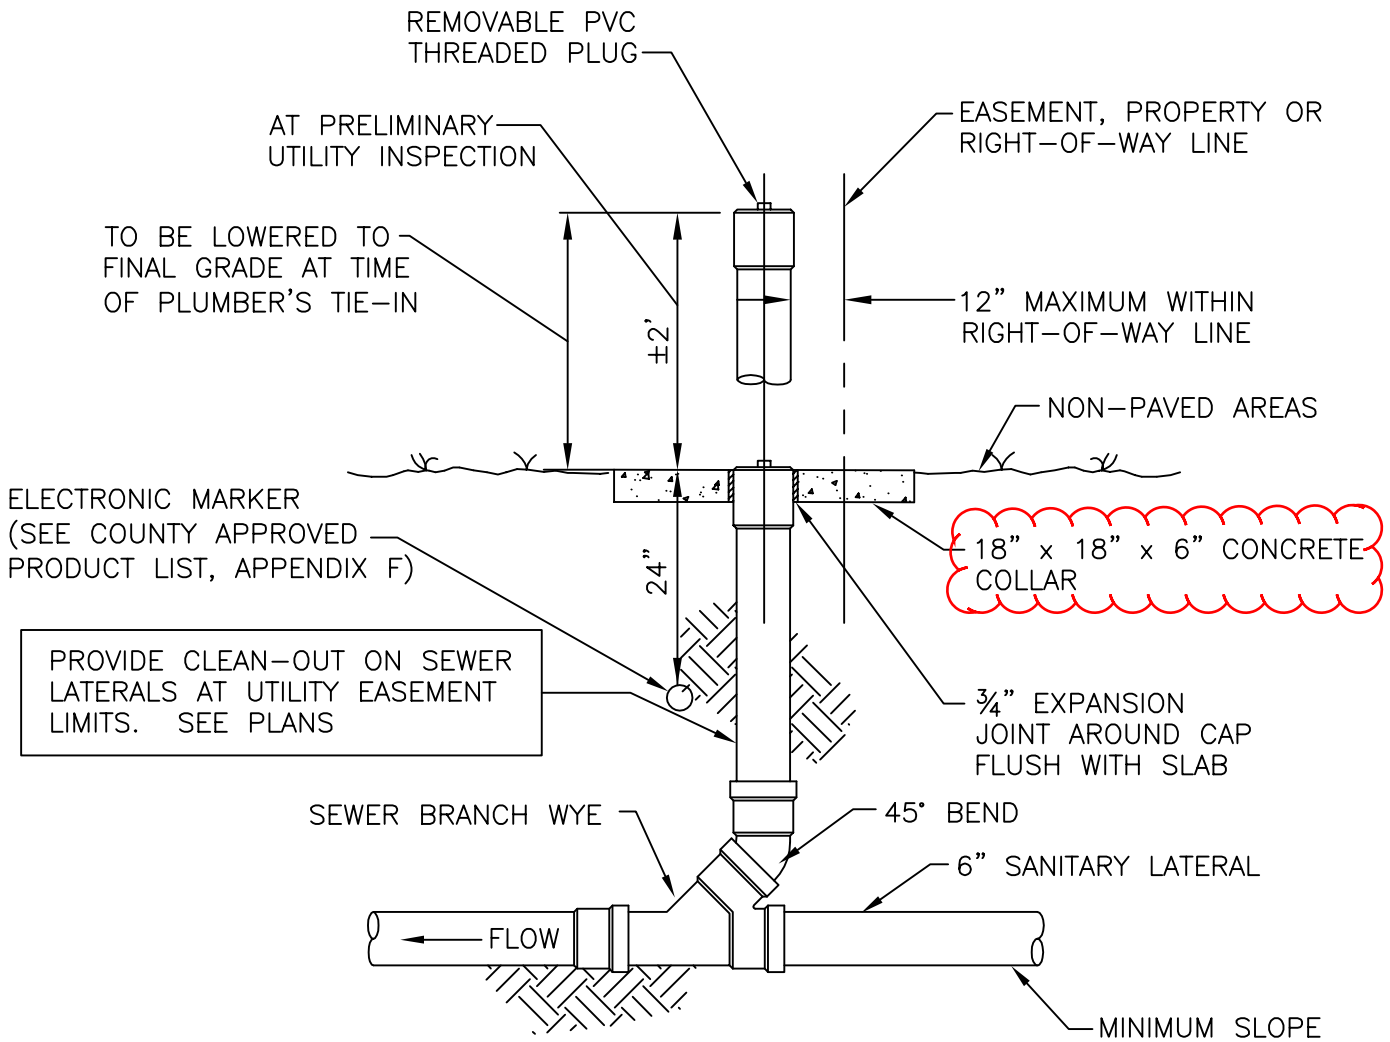 REMOVABLE PVC
THREADED PLUG
AT PRELIMINARY
UTILITY INSPECTION
EASEMENT, PROPERTY OR
RIGHT-OF-WAY LINE
TO BE LOWERED TO
FINAL GRADE AT TIME
OF PLUMBER'S TIE-IN
±2'
12" MAXIMUM WITHIN
RIGHT-OF-WAY LINE
NON-PAVED AREAS
ELECTRONIC MARKER
(SEE COUNTY APPROVED
PRODUCT LIST, APPENDIX F)
24"
18" x 18" x 6" CONCRETE
COLLAR
PROVIDE CLEAN-OUT ON SEWER
LATERALS AT UTILITY EASEMENT
LIMITS. SEE PLANS
¾" EXPANSION
JOINT AROUND CAP
FLUSH WITH SLAB
SEWER BRANCH WYE
45° BEND
6" SANITARY LATERAL
FLOW
MINIMUM SLOPE